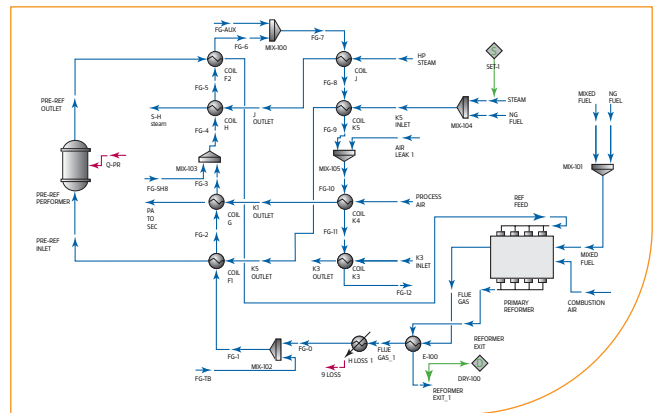 FG-AUX
FG-6
MIX-100
FG-7
COIL
F2
COIL
J
HP
STEAM
S
SET-1
FG-5
FG-8
MIXED
FUEL
NG
FUEL
PRE-REF
OUTLET
S-H
steam
J
OUTLET
COIL
H
COIL
K5
K5
INLET
MIX-104
STEAM
NG
FUEL
FG-4
FG-9
AIR
LEAK 1
Q-PR
MIX-103
MIX-105
MIX-101
FG-SH8
FG-3
FG-10
PRE-REF
PERFORMER
PA
TO
SEC
K1
OUTLET
COIL
G
COIL
K4
PROCESS
AIR
REF
FEED
FG-2
FG-11
PRE-REF
INLET
COIL
F1
K5
OUTLET
K3
OUTLET
COIL
K3
K3
INLET
MIXED
FUEL
FG-12
FLUE
GAS
PRIMARY
REFORMER
COMBUSTION
AIR
FG-1
MIX-102
FG-0
H LOSS 1
FLUE
GAS_1
E-100
REFORMER
EXIT
FG-TB
9 LOSS
D
DRY-100
REFORMER
EXIT_1